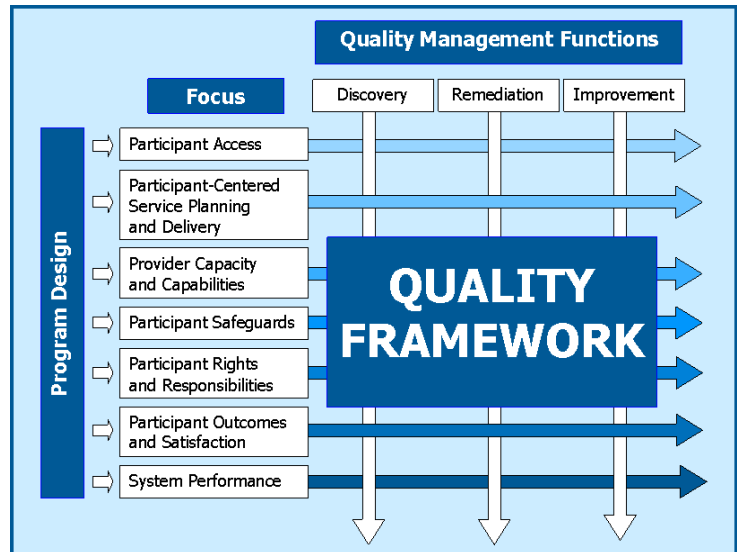 Quality Management Functions
Focus
Discovery
Remediation
Improvement
Program Design
Participant Access
Participant-Centered
Service Planning
and Delivery
Provider Capacity
and Capabilities
Participant Safeguards
Participant Rights
and Responsibilities
Participant Outcomes
and Satisfaction
System Performance
QUALITY
FRAMEWORK